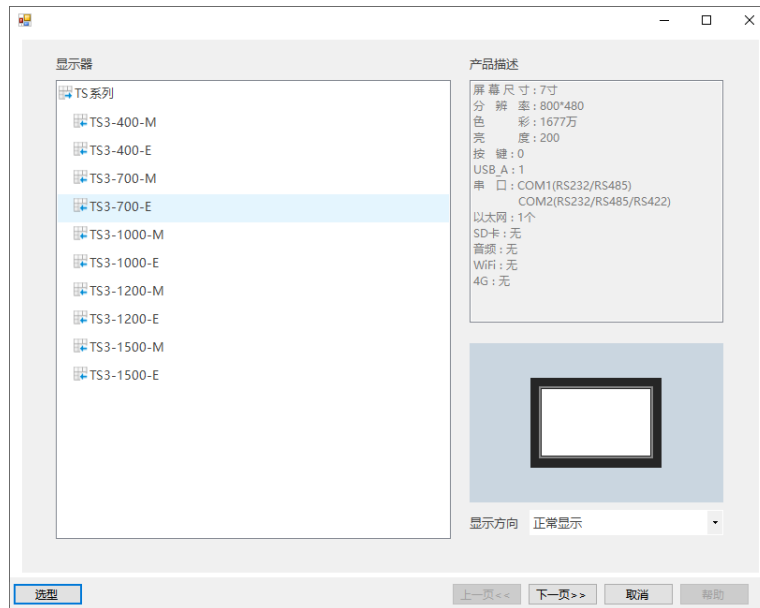 显示器
TS系列
TS3-400-M
TS3-400-E
TS3-700-M
TS3-700-E
TS3-1000-M
TS3-1000-E
TS3-1200-M
TS3-1200-E
TS3-1500-M
TS3-1500-E
产品描述
屏 幕 尺 寸 : 7寸
分 辨 率 : 800*480
色 彩 : 1677万
亮 度 : 200
按 键 : 0
USB_A : 1
串 口 : COM1(RS232/RS485)
COM2(RS232/RS485/RS422)
以太网 : 1个
SD卡 : 无
音频 : 无
WiFi : 无
4G : 无
显示方向 正常显示
选型 上一页<< 下一页>> 取消 帮助